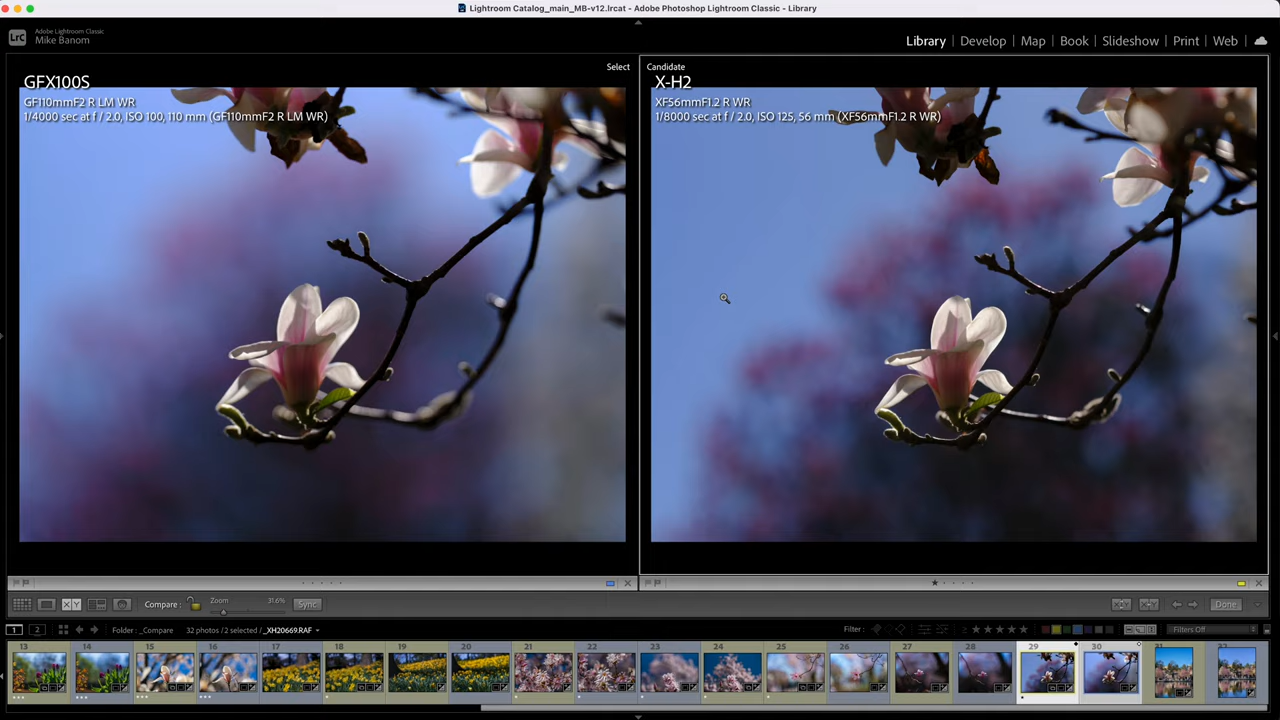 Lightroom Catalog_main_MB-v12.lrcat - Adobe Photoshop Lightroom Classic - Library
LrC
Adobe Lightroom Classic
Mike Banom
Library | Develop | Map | Book | Slideshow | Print | Web
Select
GFX100S
GF110mmF2 R LM WR
1/4000 sec at f / 2.0, ISO 100, 110 mm (GF110mmF2 R LM WR)
Candidate
X-H2
XF56mmF1.2 R WR
1/8000 sec at f / 2.0, ISO 125, 56 mm (XF56mmF1.2 R WR)
XY
Compare :
Zoom
31.6%
Sync
Done
1
2
Folder : _Compare
32 photos / 2 selected / _XH20669.RAF
Filter :
Filters Off
13 14 15 16 17 18 19 20 21 22 23 24 25 26 27 28 29 30